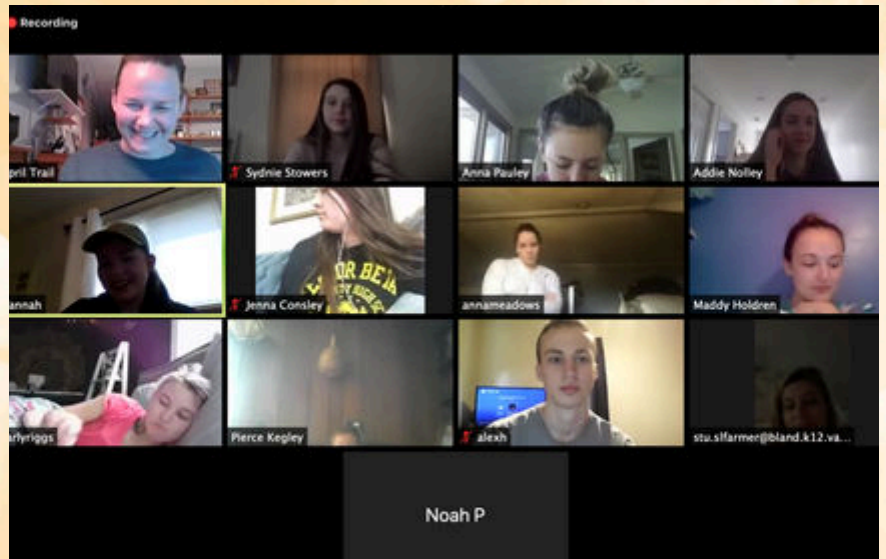 Recording
pril Trail
Sydnie Stowers
Anna Pauley
Addie Nolley
annah
Jenna Consley
annameadows
Maddy Holdren
arlyriggs
Pierce Kegley
alexh
stu.slfarmer@bland.k12.va...
Noah P